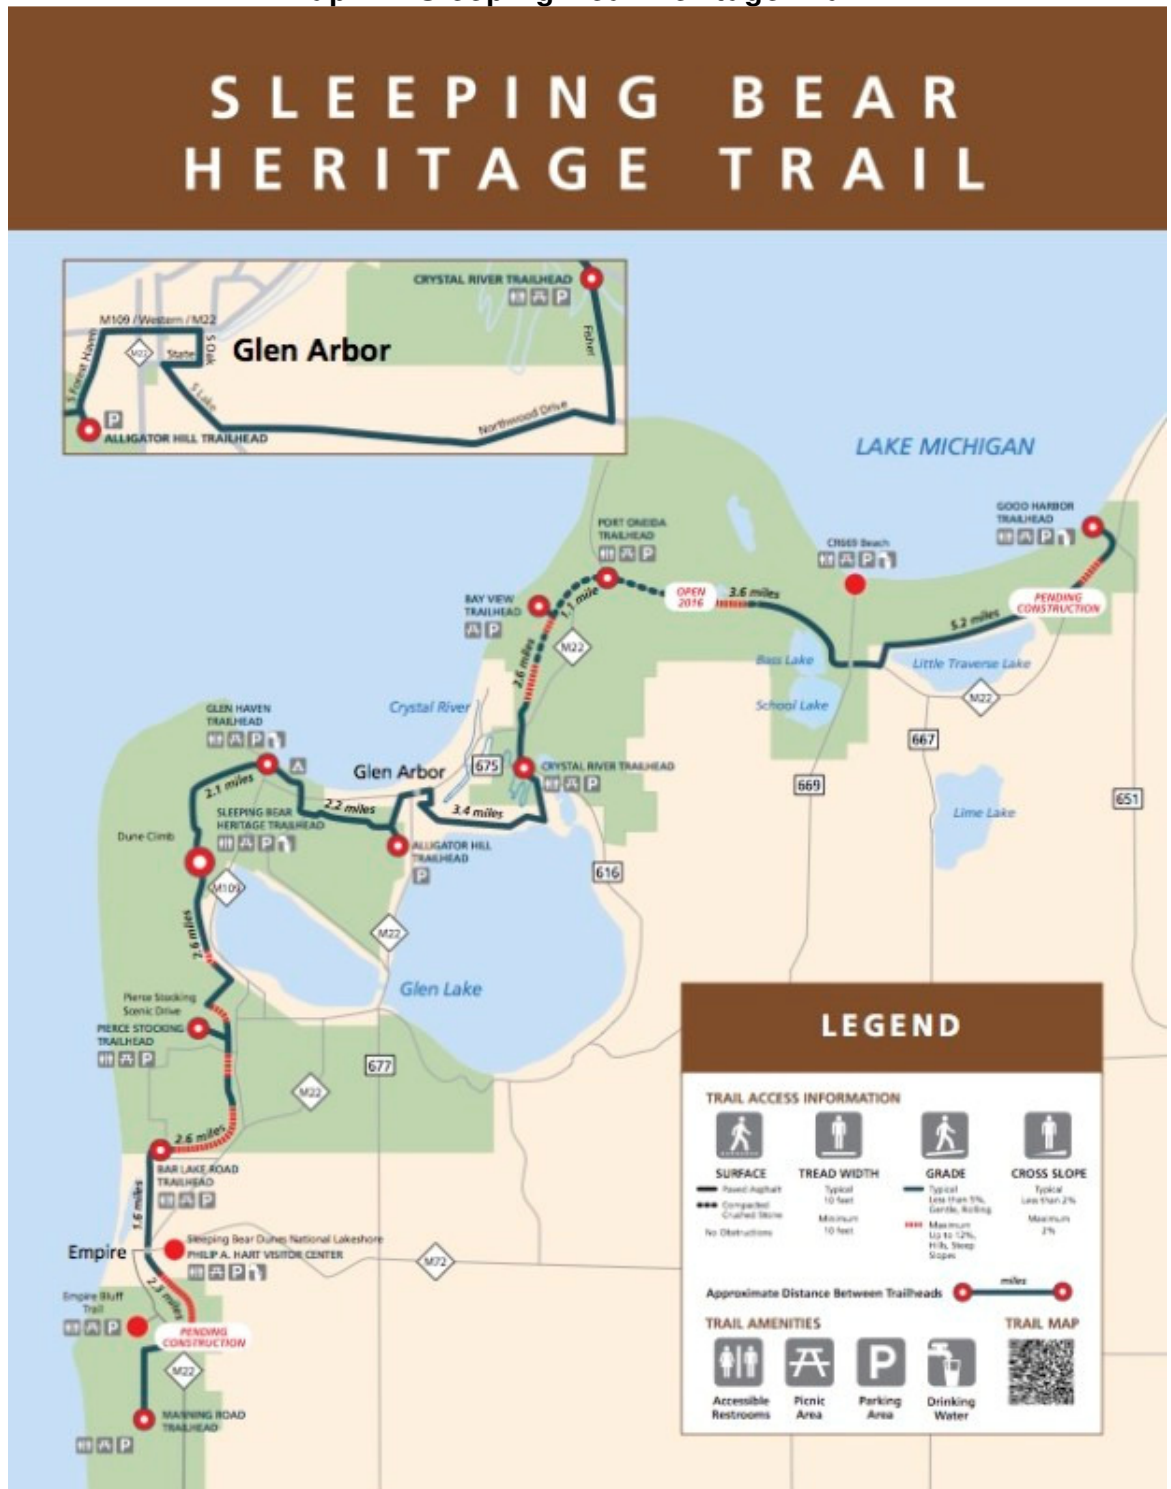 SLEEPING BEAR
HERITAGE TRAIL
CRYSTAL RIVER TRAILHEAD
P
M109 / Western / M22
S Forest Haven
M22
State
S Oak
Glen Arbor
Fisher
S Lake
Northwood Drive
P
ALLIGATOR HILL TRAILHEAD
LAKE MICHIGAN
GOOD HARBOR
TRAILHEAD
P
PORT ONEIDA
TRAILHEAD
P
CR669 Beach
P
OPEN
2016
3.6 miles
PENDING
CONSTRUCTION
BAY VIEW
TRAILHEAD
P
1.1 mile
5.2 miles
M22
2.6 miles
Bass Lake
Little Traverse Lake
M22
School Lake
Crystal River
GLEN HAVEN
TRAILHEAD
P
667
Glen Arbor
675
CRYSTAL RIVER TRAILHEAD
P
2.1 miles
669
651
2.2 miles
3.4 miles
SLEEPING BEAR
HERITAGE TRAILHEAD
P
Lime Lake
Dune Climb
ALLIGATOR HILL
TRAILHEAD
P
616
M109
2.6 miles
M22
Glen Lake
Pierce Stocking
Scenic Drive
PIERCE STOCKING
TRAILHEAD
P
677
M22
2.6 miles
BAR LAKE ROAD
TRAILHEAD
P
1.6 miles
Empire
Sleeping Bear Dunes National Lakeshore
PHILIP A. HART VISITOR CENTER
P
M72
2.3 miles
Empire Bluff
Trail
P
PENDING
CONSTRUCTION
M22
MANNING ROAD
TRAILHEAD
P
LEGEND
TRAIL ACCESS INFORMATION
SURFACE
Paved Asphalt
Compacted
Crushed Stone
No Obstructions
TREAD WIDTH
Typical
10 feet
Minimum
10 feet
GRADE
Typical
Less than 5%,
Gentle, Rolling
Maximum
Up to 12%,
Hills, Steep
Slopes
CROSS SLOPE
Typical
Less than 2%
Maximum
2%
Approximate Distance Between Trailheads
miles
TRAIL AMENITIES
TRAIL MAP
P
Accessible
Restrooms
Picnic
Area
Parking
Area
Drinking
Water